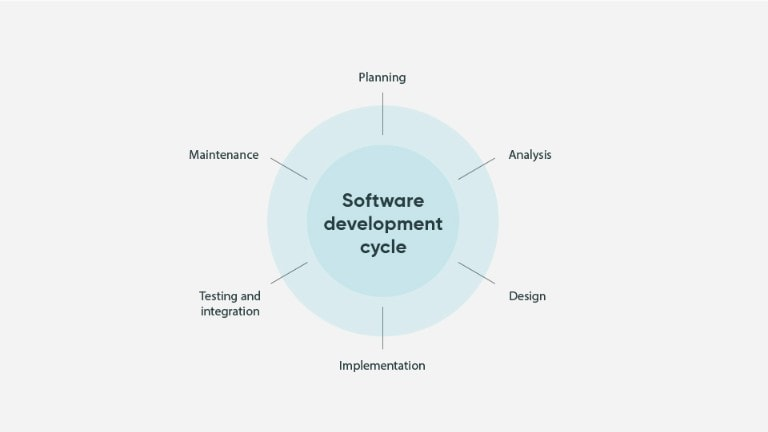 Planning
Maintenance
Analysis
Software
development
cycle
Testing and
integration
Design
Implementation